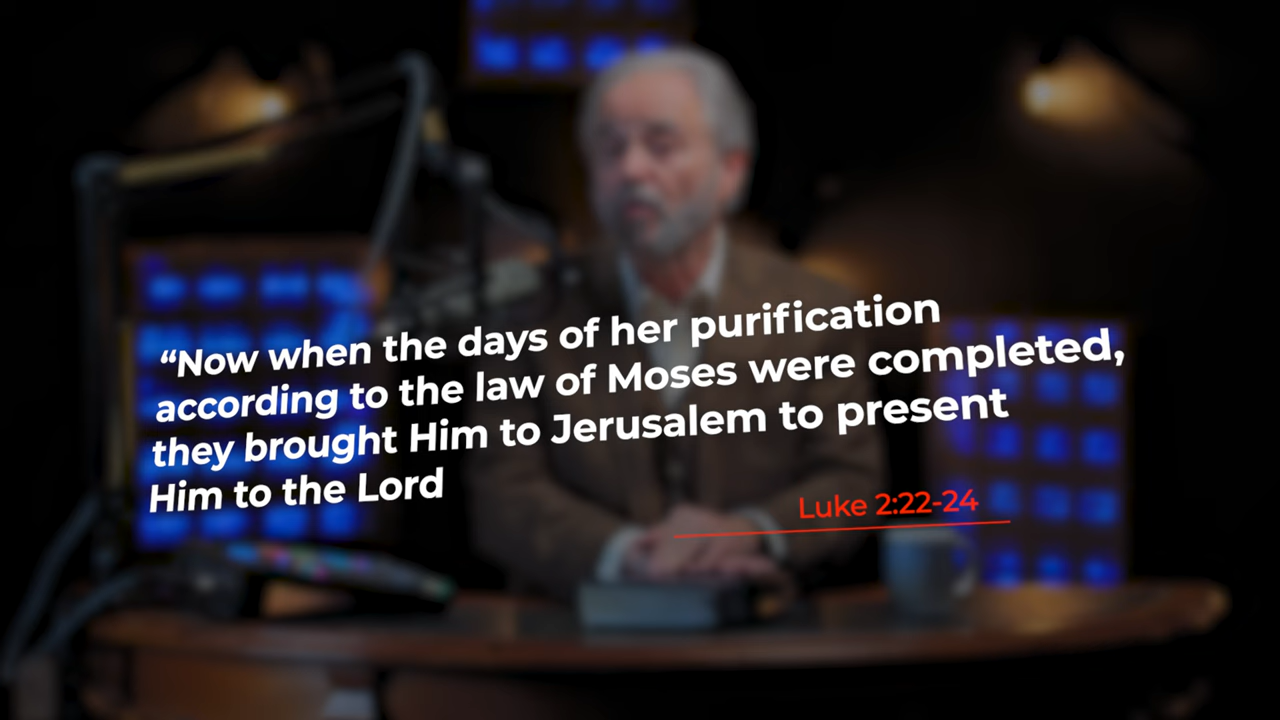 “Now when the days of her purification
according to the law of Moses were completed,
they brought Him to Jerusalem to present
Him to the Lord
Luke 2:22-24